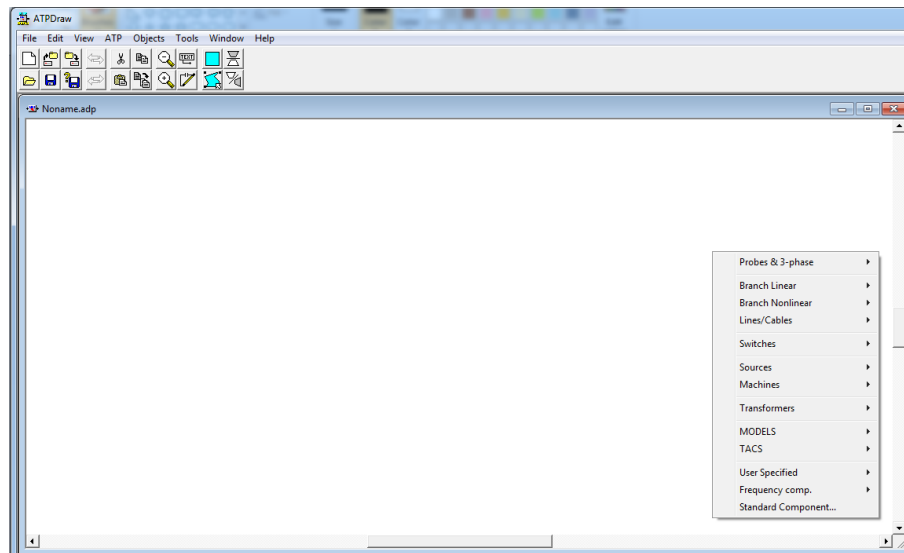 ATPDraw
File Edit View ATP Objects Tools Window Help
TEXT
Noname.adp
Probes & 3-phase
Branch Linear
Branch Nonlinear
Lines/Cables
Switches
Sources
Machines
Transformers
MODELS
TACS
User Specified
Frequency comp.
Standard Component...